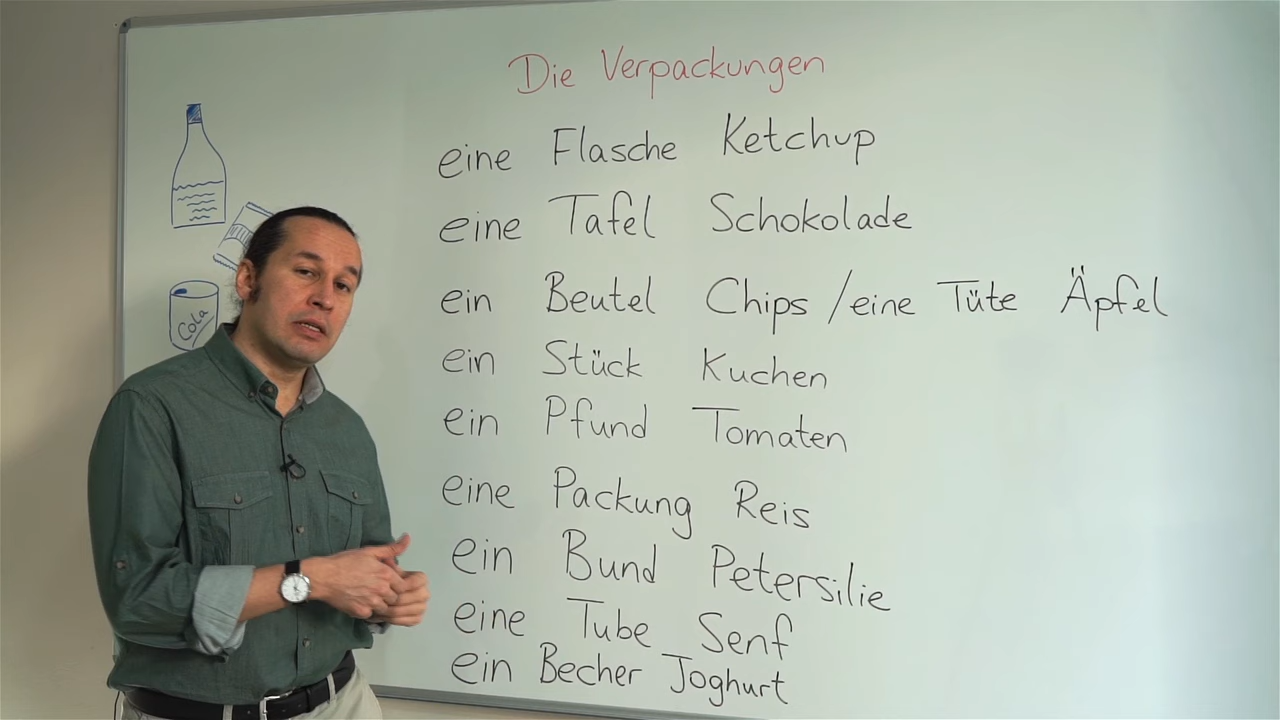 Die Verpackungen
eine Flasche Ketchup
eine Tafel Schokolade
ein Beutel Chips / eine Tüte Äpfel
ein Stück Kuchen
ein Pfund Tomaten
eine Packung Reis
ein Bund Petersilie
eine Tube Senf
ein Becher Joghurt
Cola